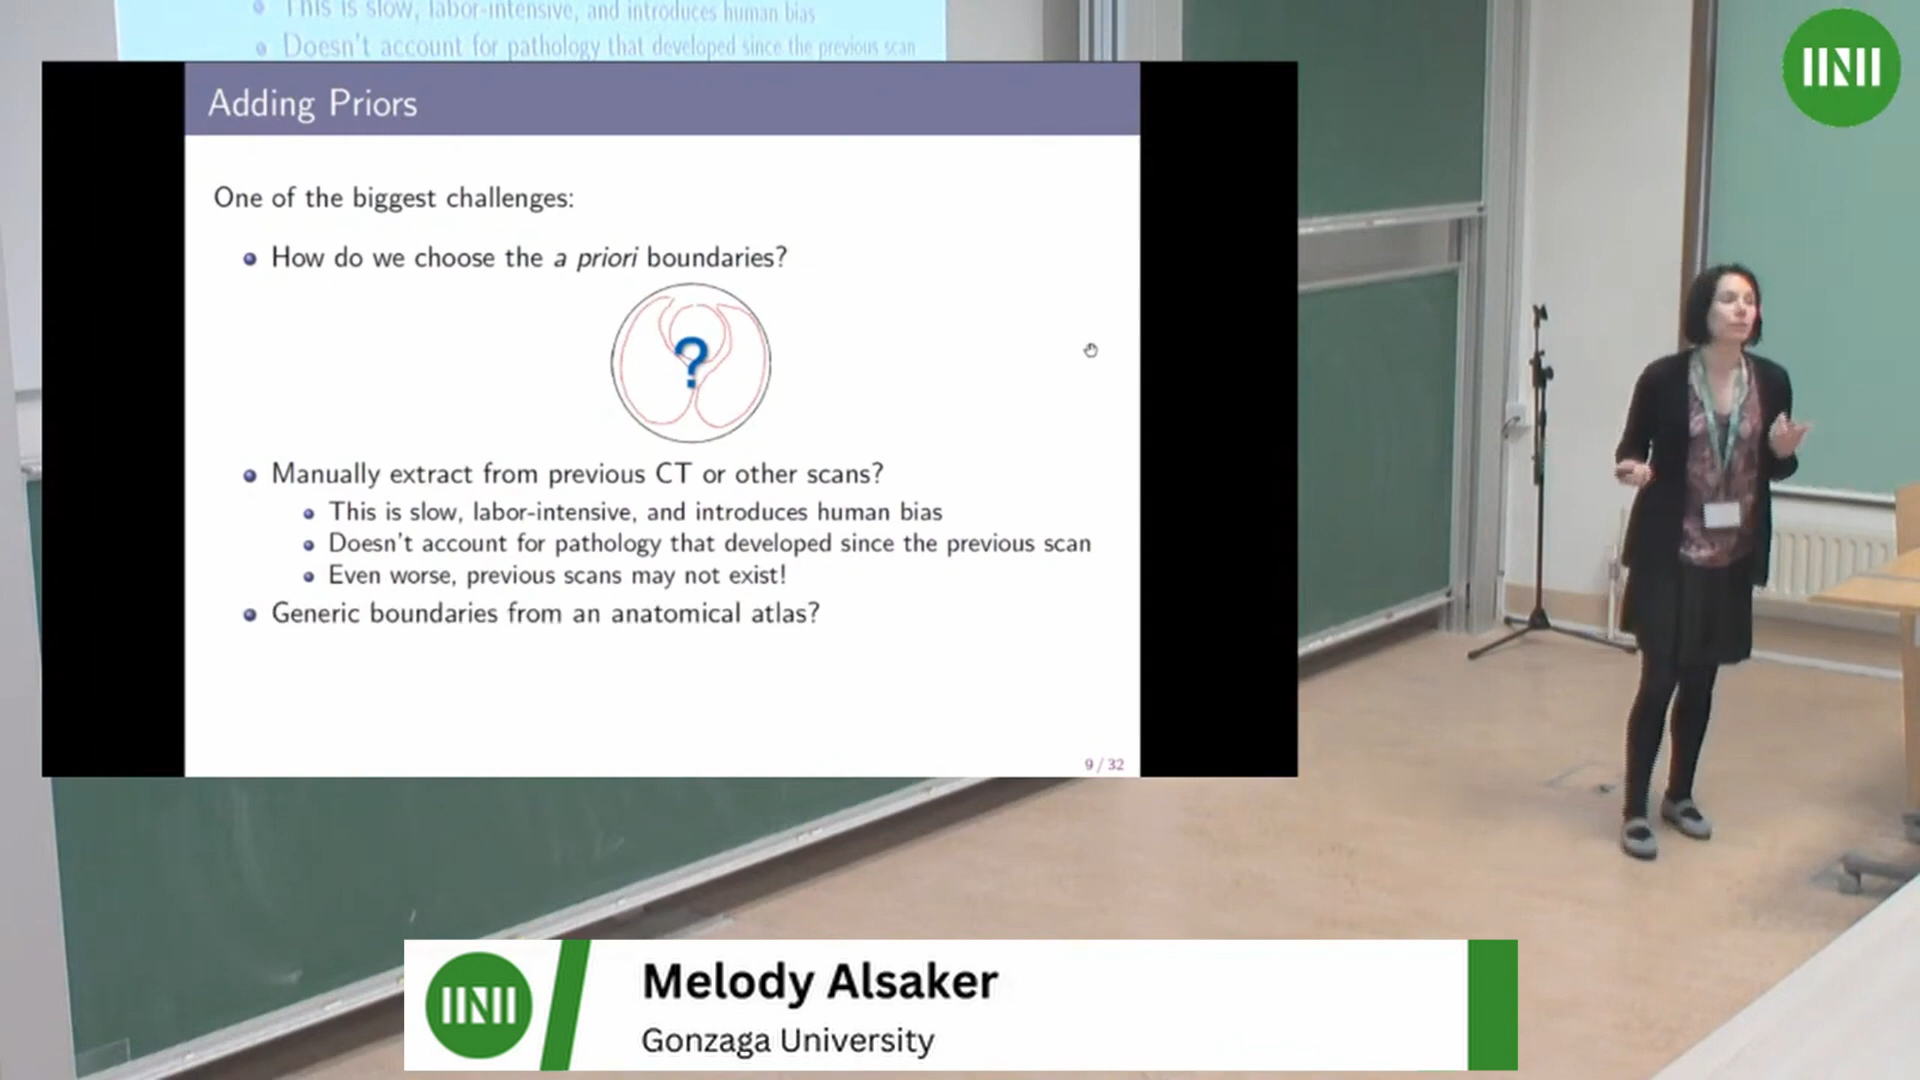 This is slow, labor-intensive, and introduces human bias
Doesn't account for pathology that developed since the previous scan
Adding Priors
One of the biggest challenges:
How do we choose the a priori boundaries?
?
Manually extract from previous CT or other scans?
This is slow, labor-intensive, and introduces human bias
Doesn't account for pathology that developed since the previous scan
Even worse, previous scans may not exist!
Generic boundaries from an anatomical atlas?
9 / 32
Melody Alsaker
Gonzaga University